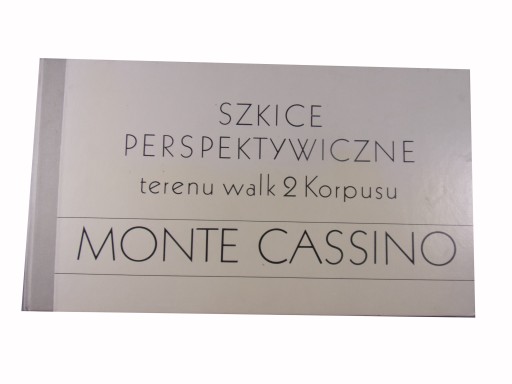 SZKICE
PERSPEKTYWICZNE
terenu walk 2 Korpusu
MONTE CASSINO